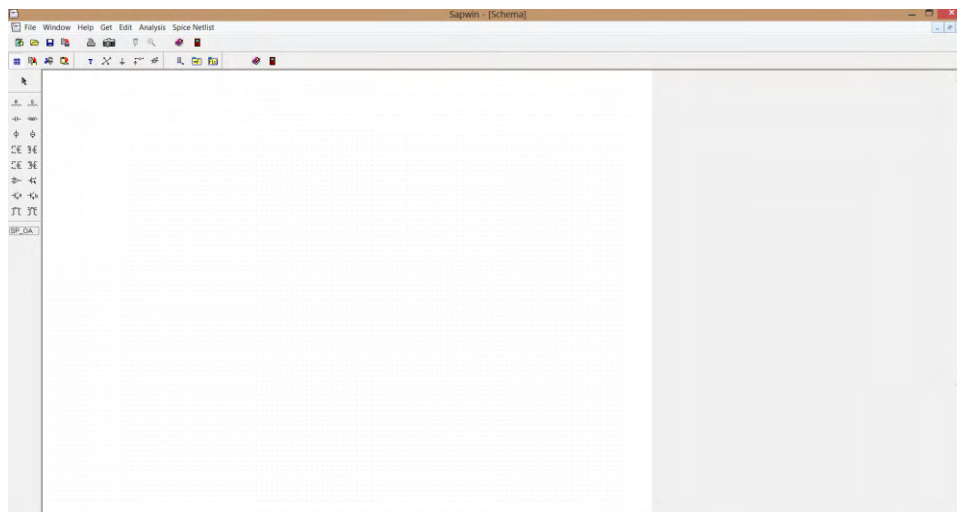 Sapwin - [Schema]
File Window Help Get Edit Analysis Spice Netlist
T
SP_OA